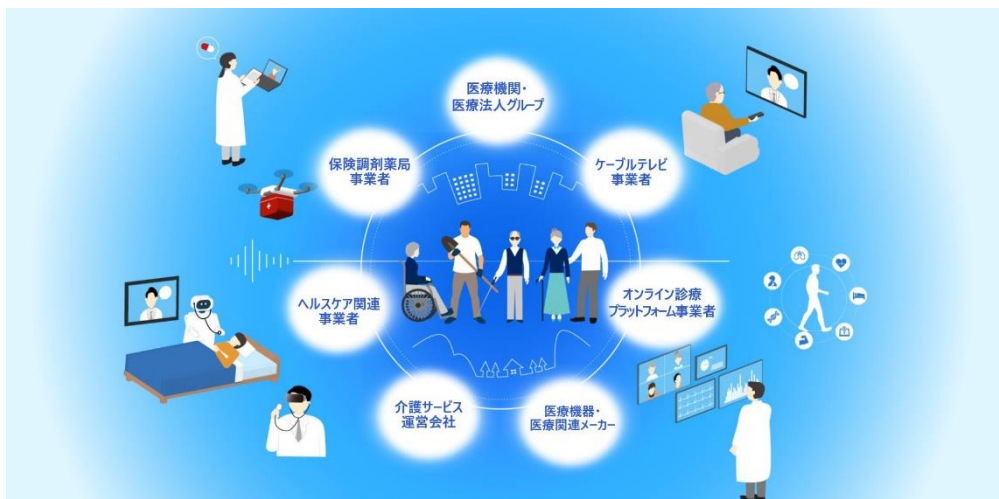 医療機関・
医療法人グループ
保険調剤薬局
事業者
ケーブルテレビ
事業者
ヘルスケア関連
事業者
オンライン診療
プラットフォーム事業者
介護サービス
運営会社
医療機器・
医療関連メーカー